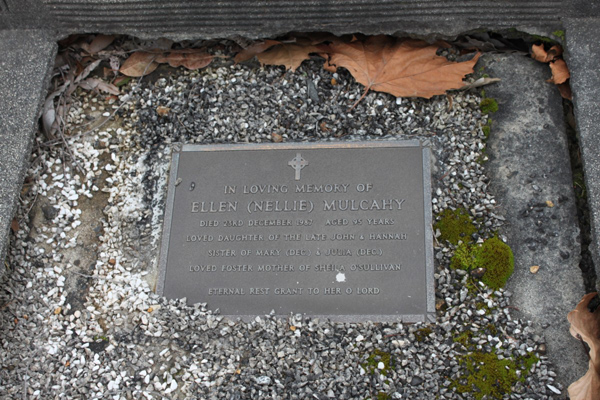 IN LOVING MEMORY OF
ELLEN (NELLIE) MULCAHY
DIED 23RD DECEMBER 1987 AGED 95 YEARS
LOVED DAUGHTER OF THE LATE JOHN & HANNAH
SISTER OF MARY (DEC.) & JULIA (DEC.)
LOVED FOSTER MOTHER OF SHEILA O'SULLIVAN
ETERNAL REST GRANT TO HER O LORD